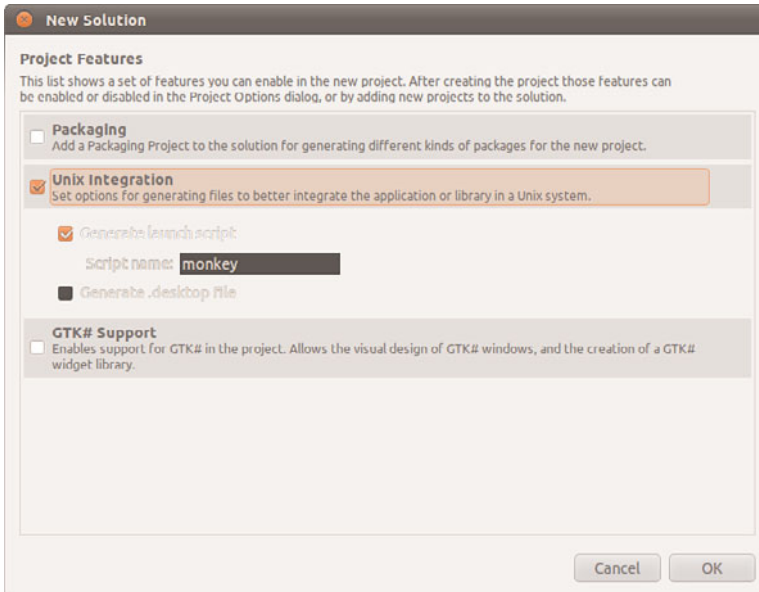 New Solution
Project Features
This list shows a set of features you can enable in the new project. After creating the project those features can
be enabled or disabled in the Project Options dialog, or by adding new projects to the solution.
Packaging
Add a Packaging Project to the solution for generating different kinds of packages for the new project.
Unix Integration
Set options for generating files to better integrate the application or library in a Unix system.
Generate launch script
Script name: monkey
Generate .desktop file
GTK# Support
Enables support for GTK# in the project. Allows the visual design of GTK# windows, and the creation of a GTK#
widget library.
Cancel OK